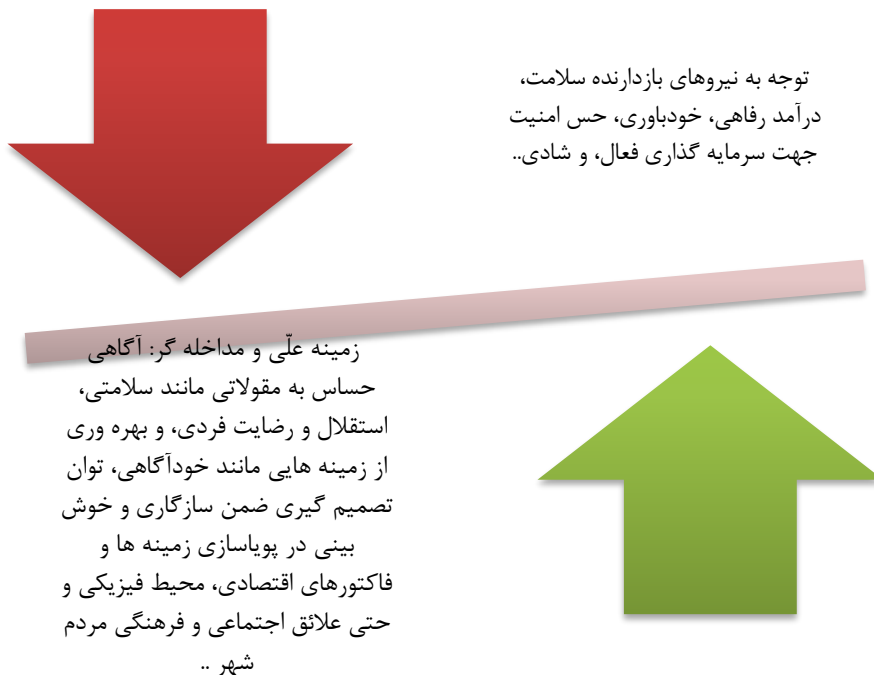 توجه به نیروهای بازدارنده سلامت،
درآمد رفاهی، خودباوری، حس امنیت
جهت سرمایه گذاری فعال، و شادی..
زمینه علّی و مداخله گر: آگاهی
حساس به مقولاتی مانند سلامتی،
استقلال و رضایت فردی، و بهره وری
از زمینه هایی مانند خودآگاهی، توان
تصمیم گیری ضمن سازگاری و خوش
بینی در پویاسازی زمینه ها و
فاکتورهای اقتصادی، محیط فیزیکی و
حتی علائق اجتماعی و فرهنگی مردم
شهر ..